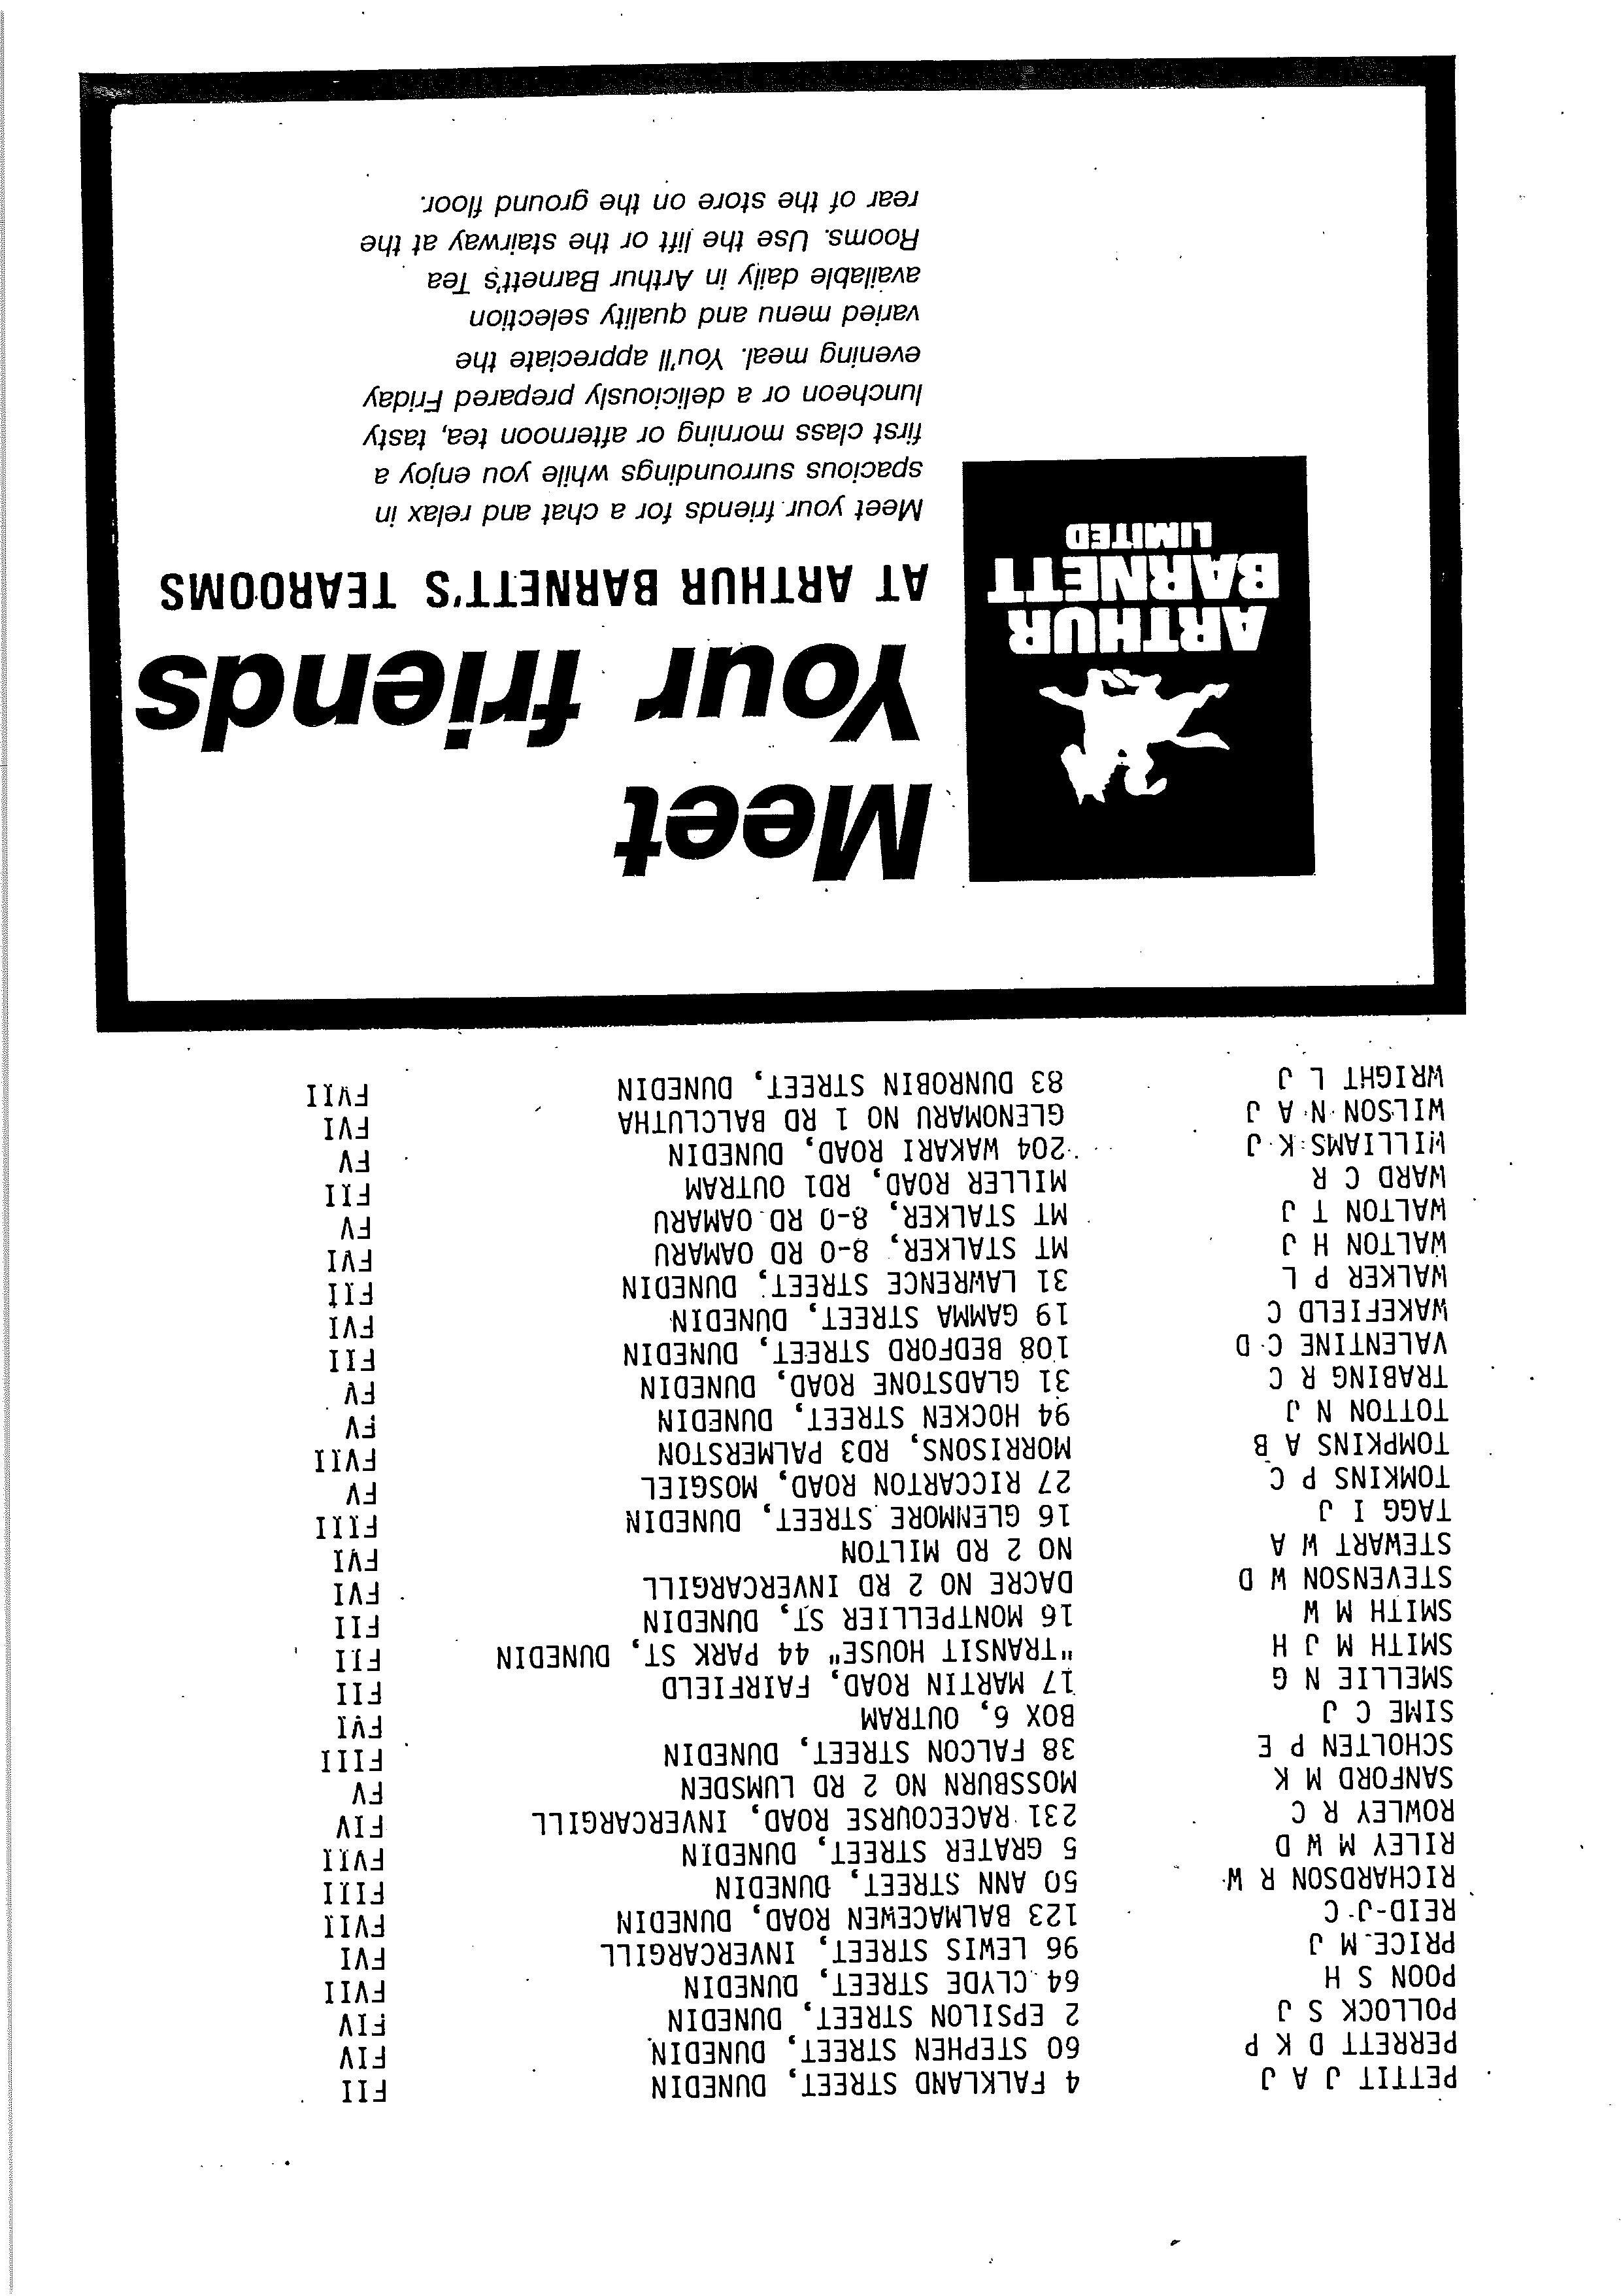 PETTIT J A J 4 FALKLAND STREET, DUNEDIN FII
PERRETT D K P 60 STEPHEN STREET, DUNEDIN FIV
POLLOCK S J 2 EPSILON STREET, DUNEDIN FIV
POON S H 64 CLYDE STREET, DUNEDIN FVII
PRICE M J 96 LEWIS STREET, INVERCARGILL FVI
REID J C 123 BALMACEWEN ROAD, DUNEDIN FVII
RICHARDSON R W 50 ANN STREET, DUNEDIN FIII
RILEY M W D 5 GRATER STREET, DUNEDIN FVII
ROWLEY R C 231 RACECOURSE ROAD, INVERCARGILL FIV
SANFORD M K MOSSBURN NO 2 RD LUMSDEN FV
SCHOLTEN P E 38 FALCON STREET, DUNEDIN FIII
SIME C J BOX 6, OUTRAM FVI
SMELLIE N G 17 MARTIN ROAD, FAIRFIELD FII
SMITH M J H "TRANSIT HOUSE" 44 PARK ST, DUNEDIN FII
SMITH M W 16 MONTPELLIER ST, DUNEDIN FII
STEVENSON W D DACRE NO 2 RD INVERCARGILL FVI
STEWART W A NO 2 RD MILTON FVI
TAGG I J 16 GLENMORE STREET, DUNEDIN FIII
TOMKINS P C 27 RICCARTON ROAD, MOSGIEL FV
TOMPKINS A B MORRISONS, RD3 PALMERSTON FVII
TOTTON N J 94 HOCKEN STREET, DUNEDIN FV
TRABING R C 31 GLADSTONE ROAD, DUNEDIN FV
VALENTINE C D 108 BEDFORD STREET, DUNEDIN FII
WAKEFIELD C 19 GAMMA STREET, DUNEDIN FVI
WALKER P L 31 LAWRENCE STREET, DUNEDIN FII
WALTON H J MT STALKER, 8-O RD OAMARU FVI
WALTON T J MT STALKER, 8-O RD OAMARU FV
WARD C R MILLER ROAD, RD1 OUTRAM FII
WILLIAMS K J 204 WAKARI ROAD, DUNEDIN FV
WILSON N A J GLENOMARU NO 1 RD BALCLUTHA FVI
WRIGHT L J 83 DUNROBIN STREET, DUNEDIN FVII
ARTHUR
BARNETT
LIMITED
Meet
Your friends
AT ARTHUR BARNETT'S TEAROOMS
Meet your friends for a chat and relax in
spacious surroundings while you enjoy a
first class morning or afternoon tea, tasty
luncheon or a deliciously prepared Friday
evening meal. You'll appreciate the
varied menu and quality selection
available daily in Arthur Barnett's Tea
Rooms. Use the lift or the stairway at the
rear of the store on the ground floor.